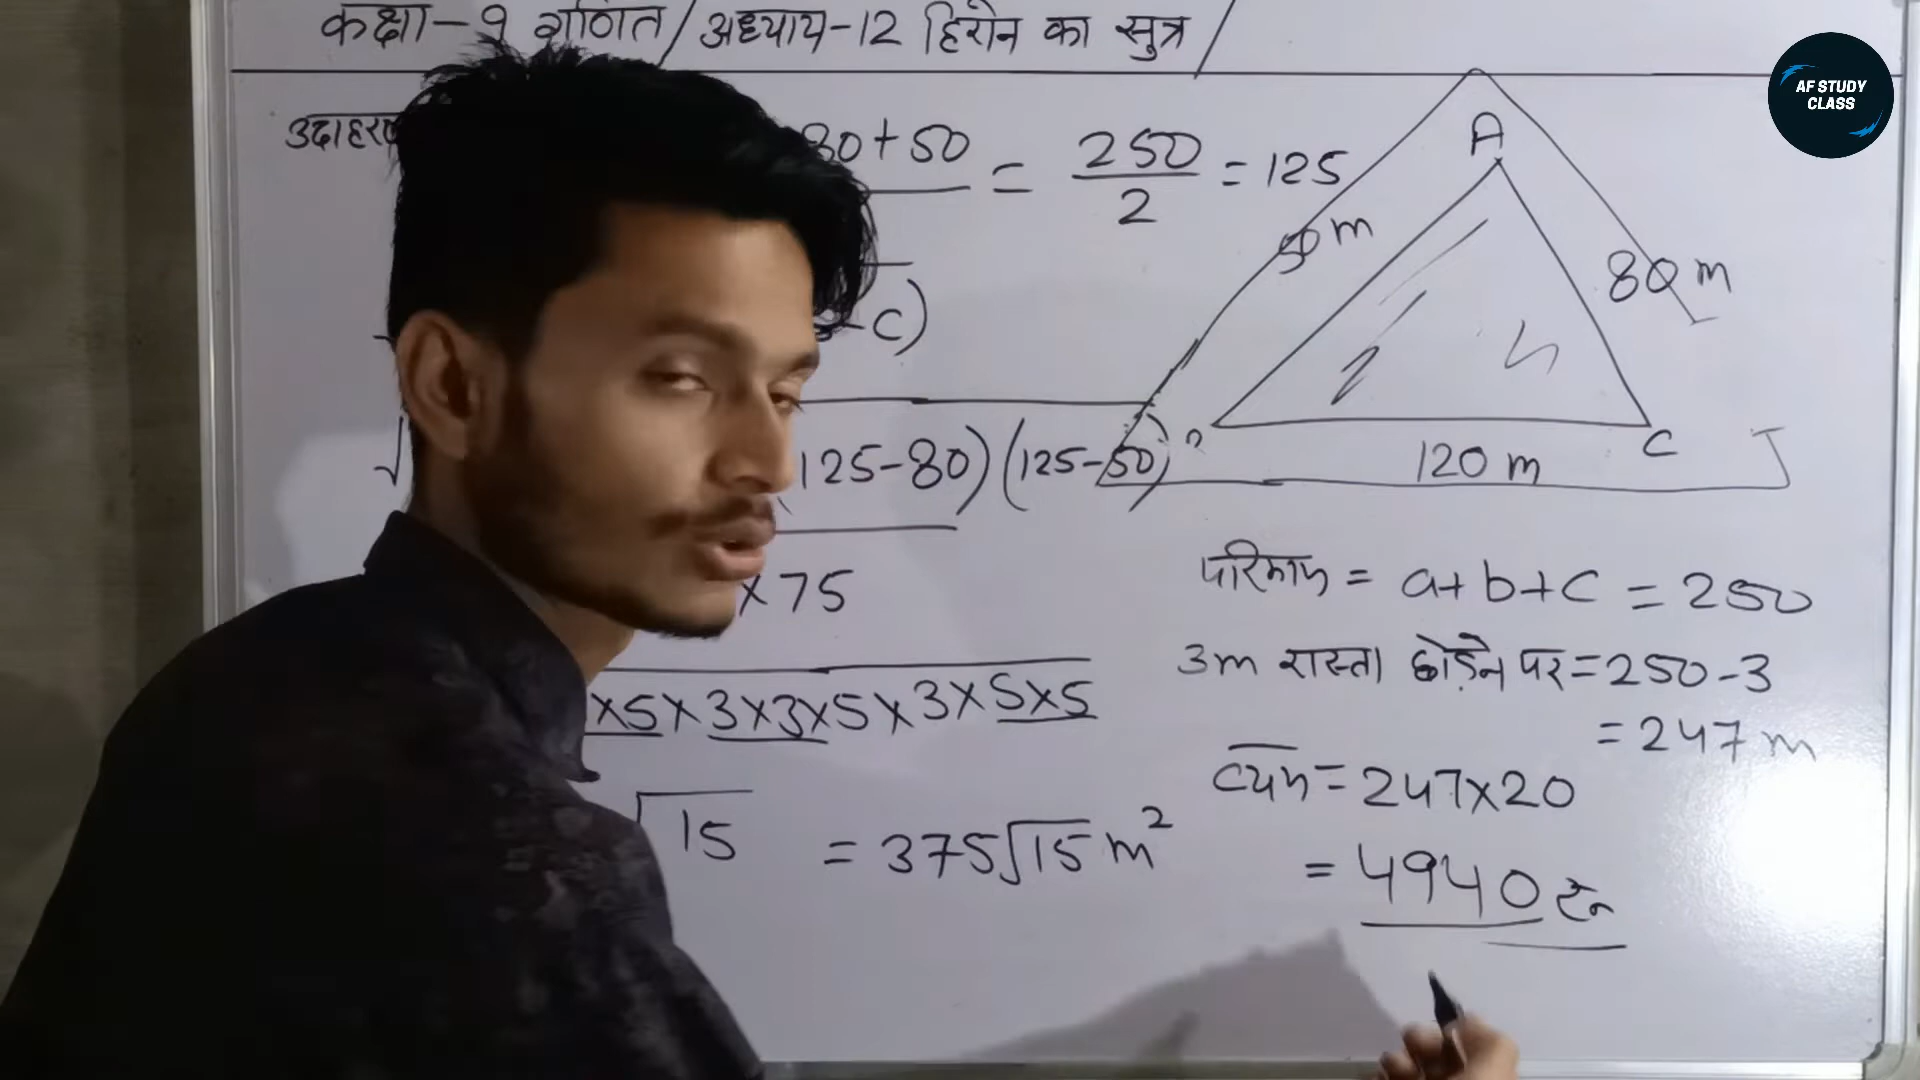 कक्षा-9 गणित/अध्याय-12 हिरोन का सुत्र/
AF STUDY
CLASS
80+50 = 250/2 = 125
A
50 m
80 m
-c)
125-80)(125-50)
120 m
C
×75
परिमाप = a+b+c = 250
3m रास्ता छोड़ने पर = 250-3
= 247 m
×5×3×3×5×3×5×5
व्यय = 247×20
√15 = 375√15 m²
= 4940 रु